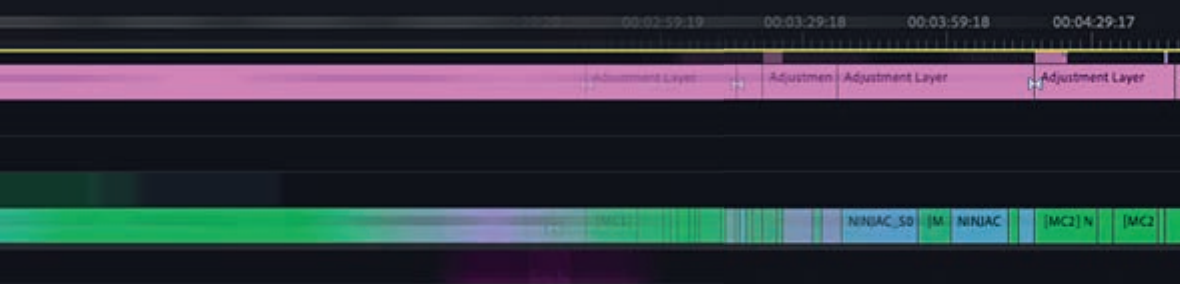 00:02:59:19 00:03:29:18 00:03:59:18 00:04:29:17
Adjustment Layer Adjustmen Adjustment Layer Adjustment Layer
[MC1] NINJAC_S0 [M NINJAC [MC2] N [MC2